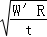 √(W' R / t)